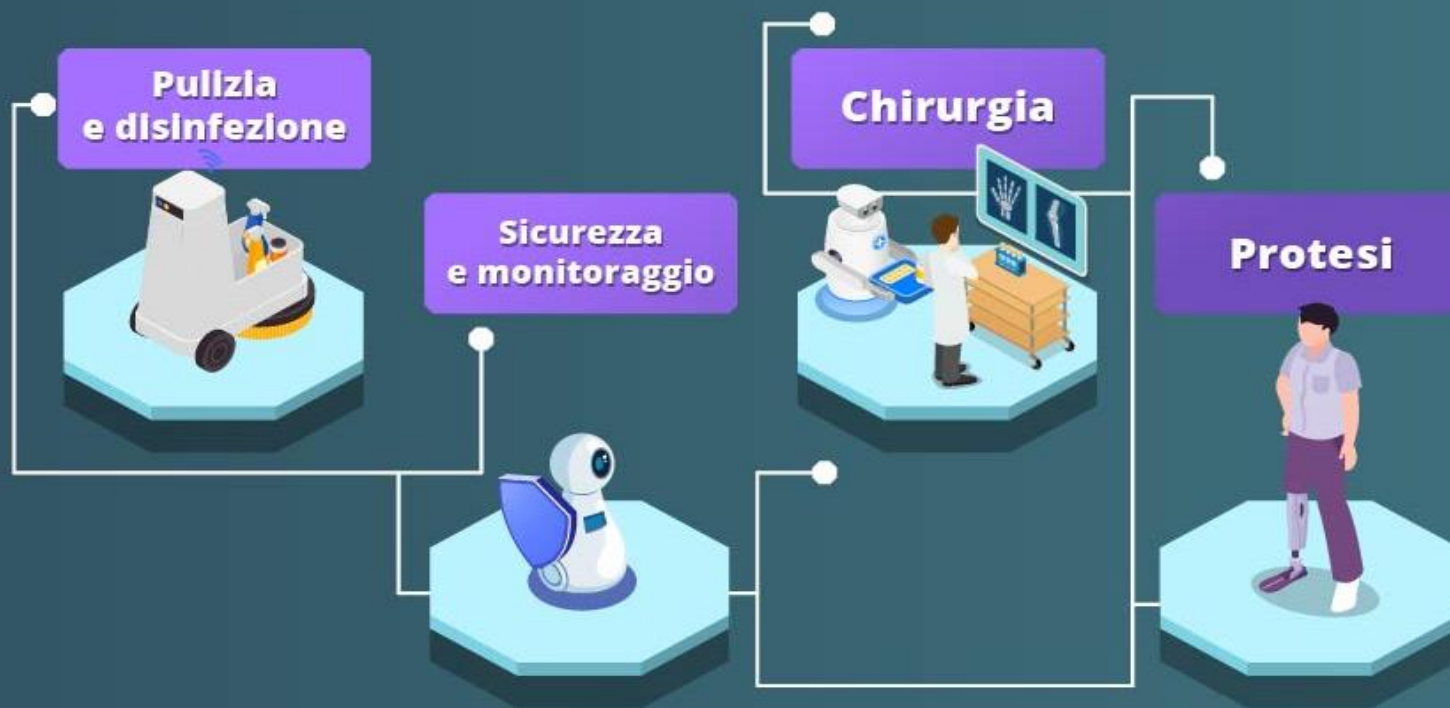 Pulizia
e disinfezione
Sicurezza
e monitoraggio
Chirurgia
Protesi